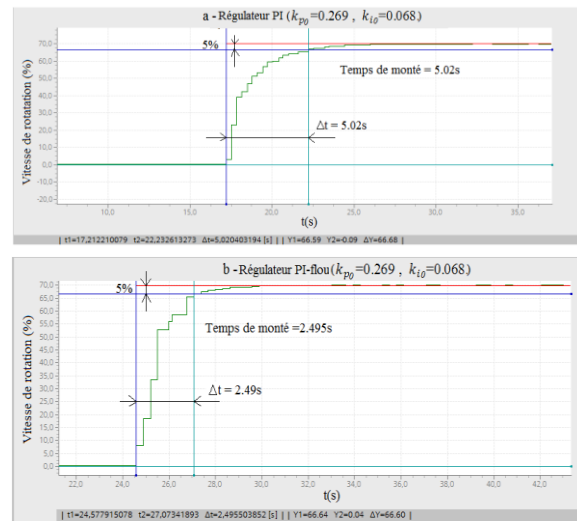 a - Régulateur PI (kp0=0.269 , ki0=0.068)
70,0
60,0
50,0
40,0
30,0
20,0
10,0
0,0
-10,0
-20,0
Vitesse de rotatation (%)
5%
Temps de monté = 5.02s
Δt = 5.02s
10,0 15,0 20,0 25,0 30,0 35,0
t(s)
| t1=17,212210079 t2=22,232613273 Δt=5,020403194 [s] | | Y1=66.59 Y2=-0.09 ΔY=66.68 |
b -Régulateur PI-flou(kp0=0.269 , ki0=0.068)
70,0
65,0
60,0
55,0
50,0
45,0
40,0
35,0
30,0
25,0
20,0
15,0
10,0
5,0
0,0
Vitesse de rotation (%)
5%
Temps de monté =2.495s
Δt = 2.49s
22,0 24,0 26,0 28,0 30,0 32,0 34,0 36,0 38,0 40,0 42,0
t(s)
| t1=24,577915078 t2=27,07341893 Δt=2,495503852 [s] | | Y1=66.64 Y2=0.04 ΔY=66.60 |